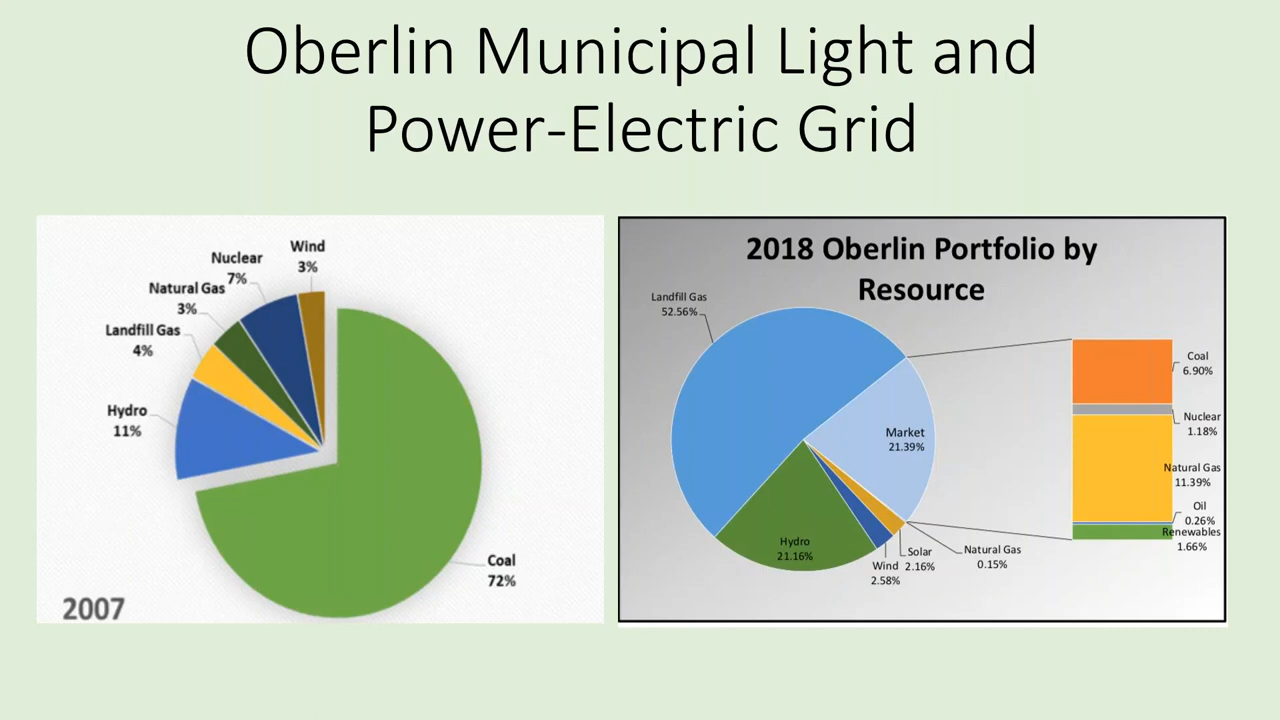 Oberlin Municipal Light and
Power-Electric Grid
Wind
3%
Nuclear
7%
Natural Gas
3%
Landfill Gas
4%
Hydro
11%
Coal
72%
2007
2018 Oberlin Portfolio by
Resource
Landfill Gas
52.56%
Market
21.39%
Hydro
21.16%
Wind
2.58%
Solar
2.16%
Natural Gas
0.15%
Coal
6.90%
Nuclear
1.18%
Natural Gas
11.39%
Oil
0.26%
Renewables
1.66%